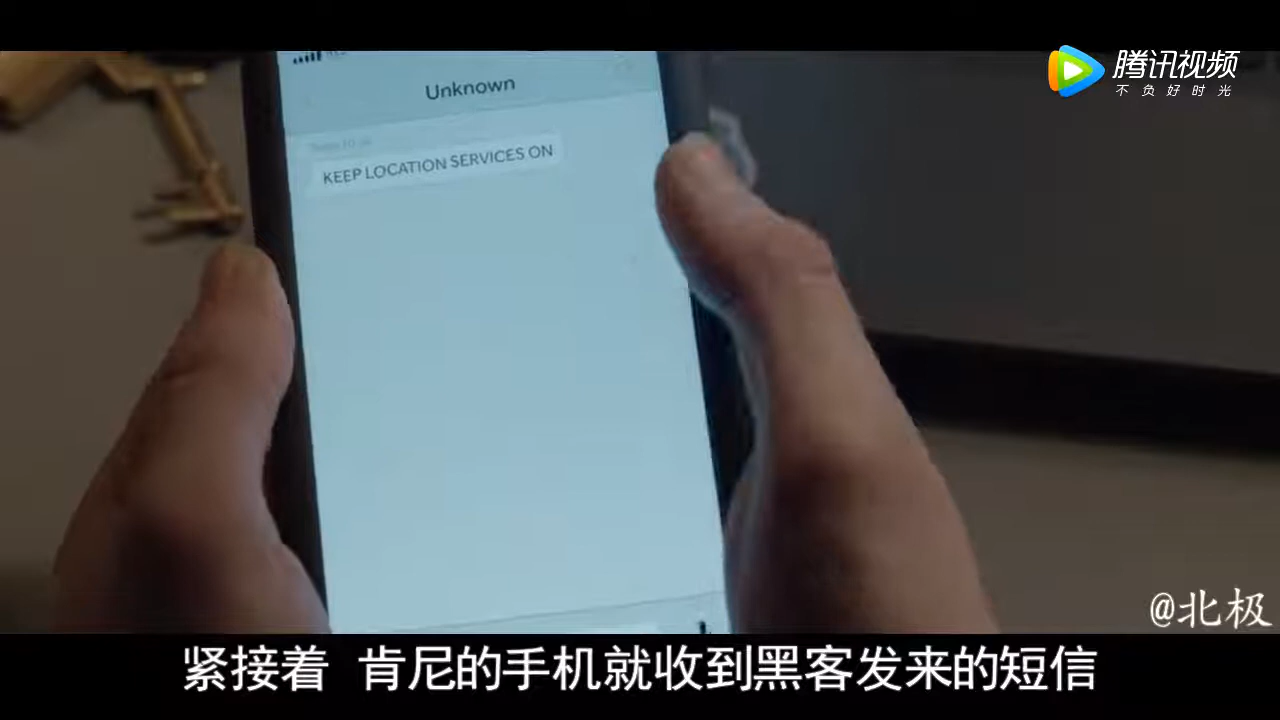 腾讯视频
不负好时光
Unknown
KEEP LOCATION SERVICES ON
@北极
紧接着 肯尼的手机就收到黑客发来的短信